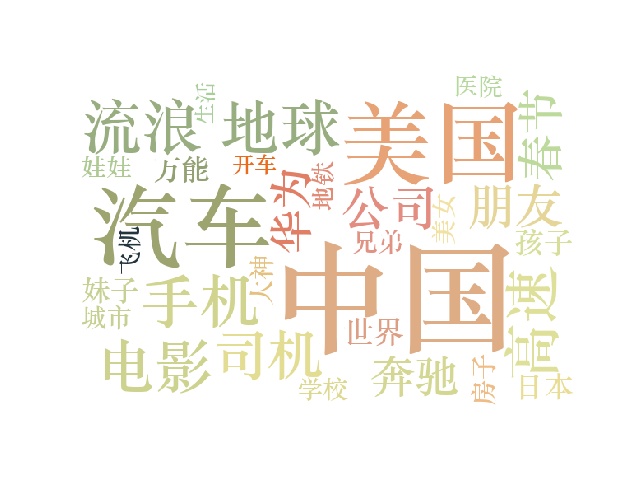 医院
生活
流浪
地球
美国
春节
娃娃
万能
开车
地铁
华为
公司
朋友
汽车
飞机
兄弟
美女
孩子
大神
中国
妹子
手机
高速
城市
世界
电影
司机
奔驰
房子
学校
日本